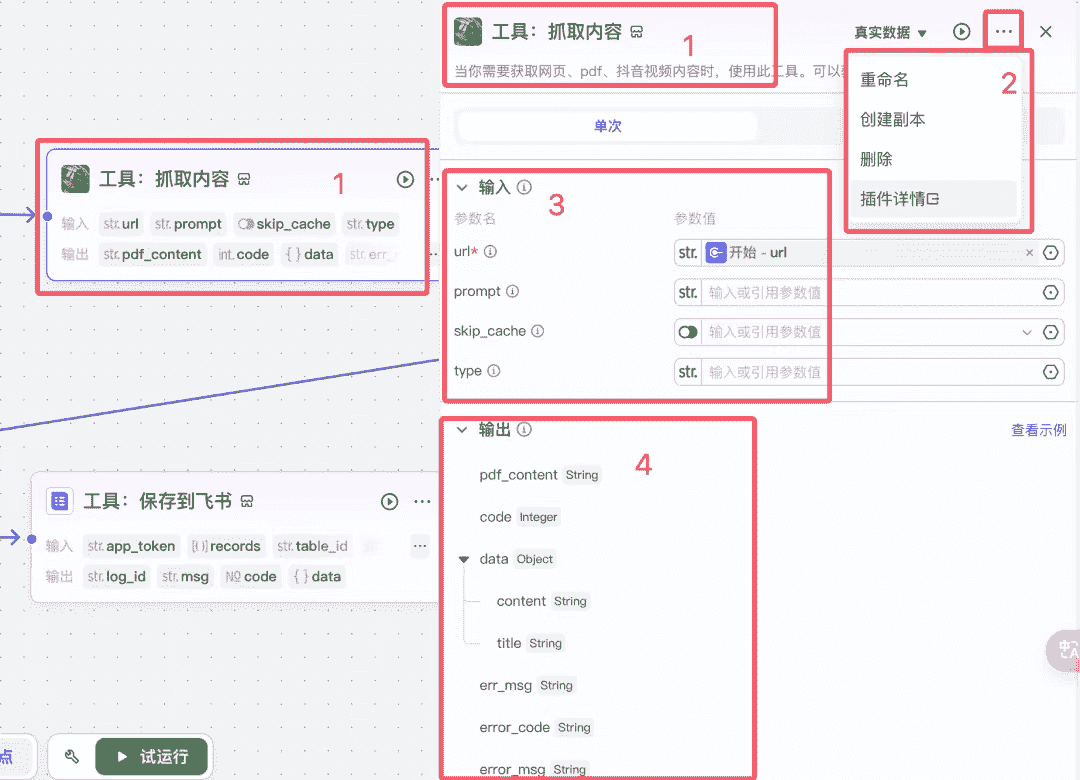 工具：抓取内容
1
输入 str. url str. prompt skip_cache str. type
输出 str. pdf_content int. code { } data str. err_
工具：保存到飞书
输入 str. app_token [()] records str. table_id
输出 str. log_id str. msg № code { } data
点
试运行
工具：抓取内容
1
真实数据
当你需要获取网页、pdf、抖音视频内容时，使用此工具。可以
2
重命名
创建副本
删除
插件详情
单次
输入
3
参数名 参数值
url* str. 开始 - url
prompt str. 输入或引用参数值
skip_cache 输入或引用参数值
type str. 输入或引用参数值
输出
查看示例
4
pdf_content String
code Integer
data Object
content String
title String
err_msg String
error_code String
error_msg String
中
A